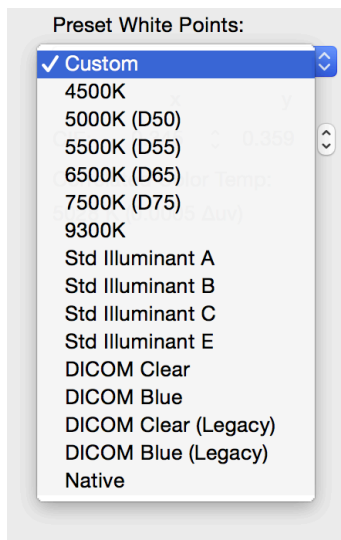 Preset White Points:
Custom
4500K
5000K (D50)
5500K (D55)
6500K (D65)
7500K (D75)
9300K
Std Illuminant A
Std Illuminant B
Std Illuminant C
Std Illuminant E
DICOM Clear
DICOM Blue
DICOM Clear (Legacy)
DICOM Blue (Legacy)
Native